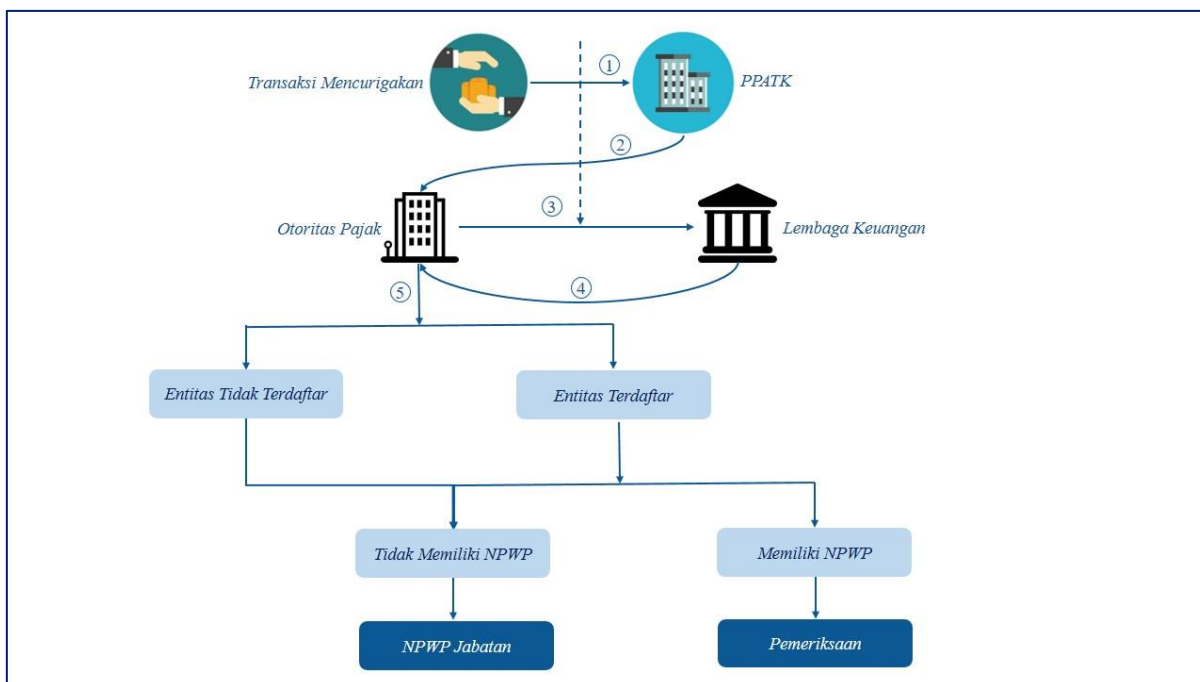 Transaksi Mencurigakan
①
PPATK
②
Otoritas Pajak
③
Lembaga Keuangan
④
⑤
Entitas Tidak Terdaftar
Entitas Terdaftar
Tidak Memiliki NPWP
Memiliki NPWP
NPWP Jabatan
Pemeriksaan